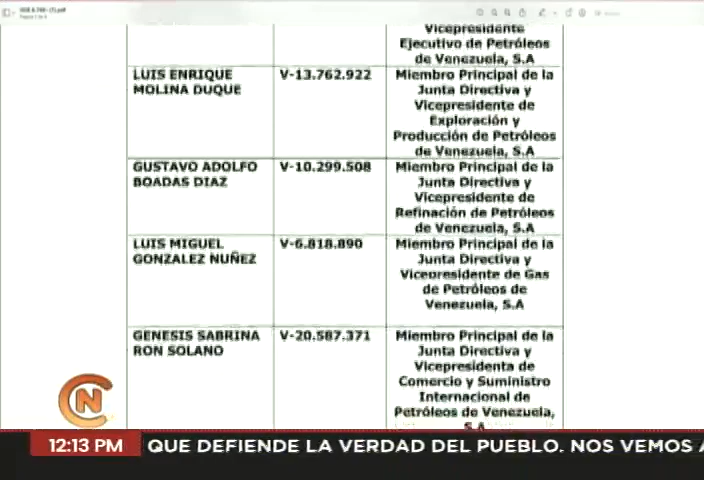 Vicepresidente
Ejecutivo de Petróleos
de Venezuela, S.A
LUIS ENRIQUE
MOLINA DUQUE
V-13.762.922
Miembro Principal de la
Junta Directiva y
Vicepresidente de
Exploración y
Producción de Petróleos
de Venezuela, S.A
GUSTAVO ADOLFO
BOADAS DIAZ
V-10.299.508
Miembro Principal de la
Junta Directiva y
Vicepresidente de
Refinación de Petróleos
de Venezuela, S.A
LUIS MIGUEL
GONZALEZ NUÑEZ
V-6.818.890
Miembro Principal de la
Junta Directiva y
Vicepresidente de Gas
de Petróleos de
Venezuela, S.A
GENESIS SABRINA
RON SOLANO
V-20.587.371
Miembro Principal de la
Junta Directiva y
Vicepresidenta de
Comercio y Suministro
Internacional de
Petróleos de Venezuela,
S.A
N
12:13 PM
QUE DEFIENDE LA VERDAD DEL PUEBLO. NOS VEMOS A